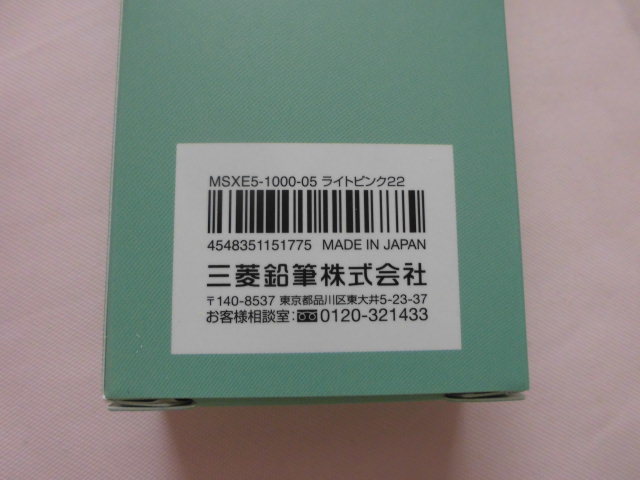 MSXE5-1000-05 ライトピンク22
4548351151775 MADE IN JAPAN
三菱鉛筆株式会社
〒140-8537 東京都品川区東大井5-23-37
お客様相談室:0120-321433